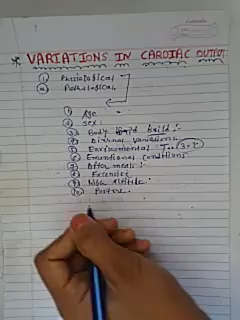 * VARIATIONS IN CARDIAC OUTPUT
① Physiological
② Pathological
① Age
② Sex:
③ Body build :-
④ Diurnal Variations
⑤ Enviromental T
⑥ Emotional conditions
⑦ After meals :-
⑧ Exercise
⑨ High Altitude:
⑩ Posture.